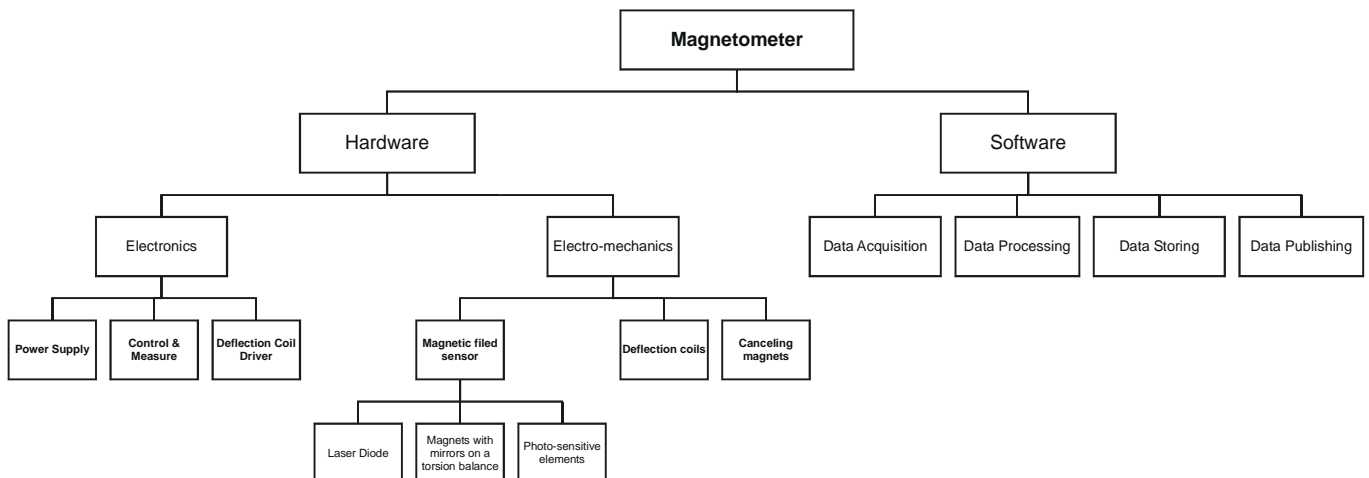 Magnetometer
Hardware
Software
Electronics
Electro-mechanics
Data Acquisition
Data Processing
Data Storing
Data Publishing
Power Supply
Control &
Measure
Deflection Coil
Driver
Magnetic filed
sensor
Deflection coils
Canceling
magnets
Laser Diode
Magnets with
mirrors on a
torsion balance
Photo-sensitive
elements